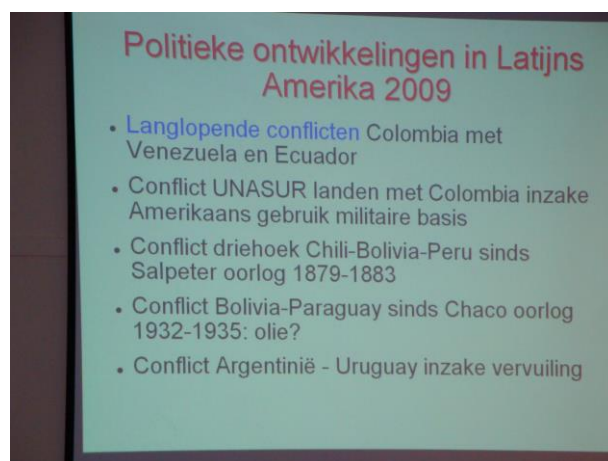 Politieke ontwikkelingen in Latijns
Amerika 2009
• Langlopende conflicten Colombia met
Venezuela en Ecuador
• Conflict UNASUR landen met Colombia inzake
Amerikaans gebruik militaire basis
• Conflict driehoek Chili-Bolivia-Peru sinds
Salpeter oorlog 1879-1883
• Conflict Bolivia-Paraguay sinds Chaco oorlog
1932-1935: olie?
• Conflict Argentinië - Uruguay inzake vervuiling